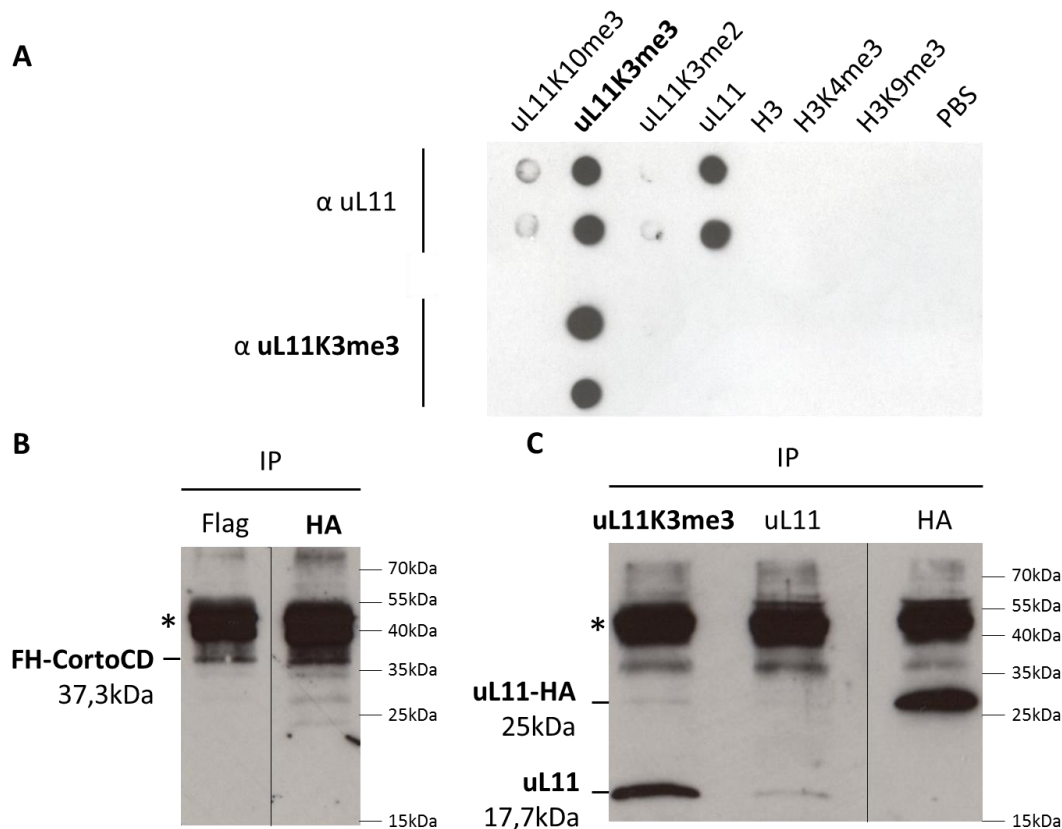 A
uL11K10me3
uL11K3me3
uL11K3me2
uL11
H3
H3K4me3
H3K9me3
PBS
α uL11
α uL11K3me3
B
IP
Flag HA
70kDa
55kDa
*
40kDa
FH-CortoCD
35kDa
37,3kDa
25kDa
15kDa
C
IP
uL11K3me3 uL11 HA
70kDa
55kDa
*
40kDa
35kDa
uL11-HA
25kDa
25kDa
uL11
17,7kDa
15kDa